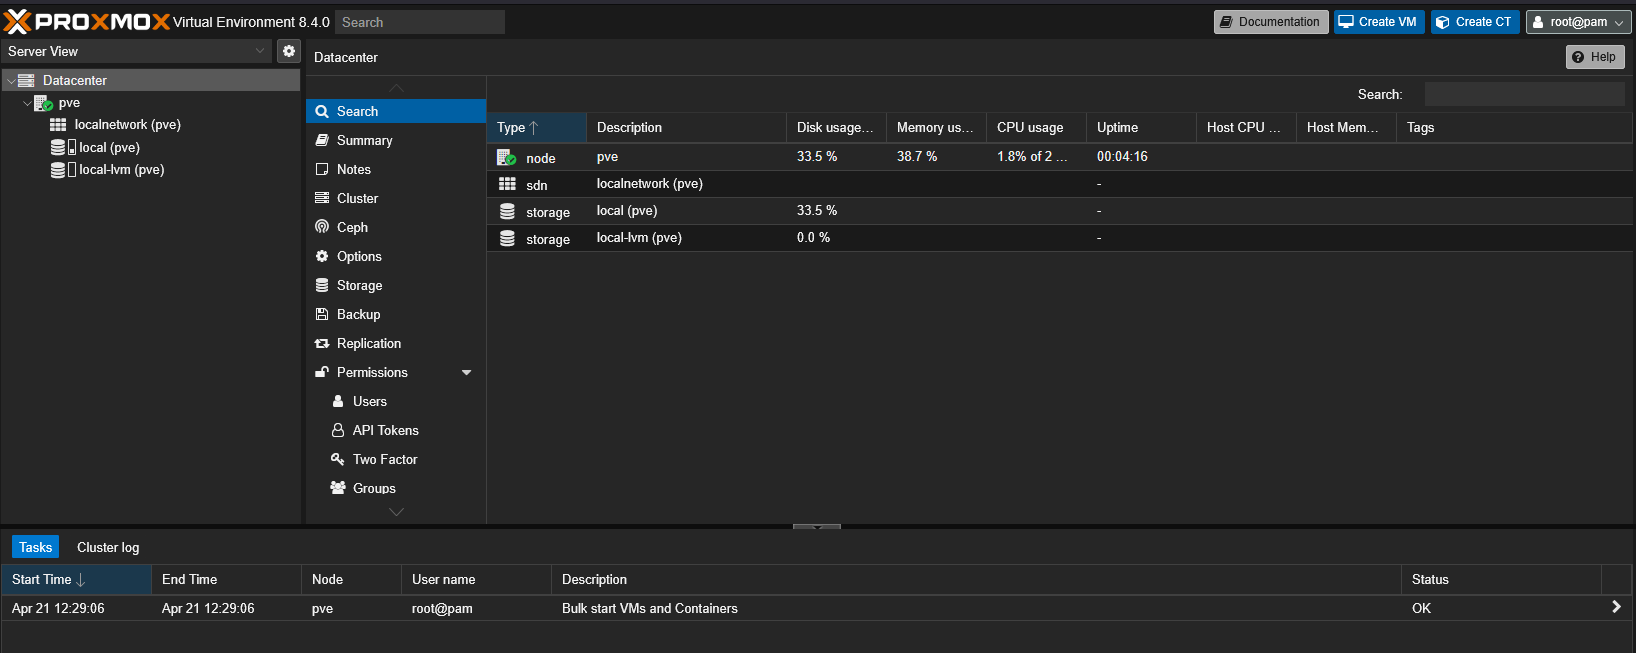 PROXMOX Virtual Environment 8.4.0 Search Documentation Create VM Create CT root@pam
Server View
Datacenter
pve
localnetwork (pve)
local (pve)
local-lvm (pve)
Datacenter Help
Search
Summary
Notes
Cluster
Ceph
Options
Storage
Backup
Replication
Permissions
Users
API Tokens
Two Factor
Groups
Search:
Type Description Disk usage... Memory us... CPU usage Uptime Host CPU ... Host Mem... Tags
node pve 33.5 % 38.7 % 1.8% of 2 ... 00:04:16
sdn localnetwork (pve) -
storage local (pve) 33.5 % -
storage local-lvm (pve) 0.0 % -
Tasks Cluster log
Start Time End Time Node User name Description Status
Apr 21 12:29:06 Apr 21 12:29:06 pve root@pam Bulk start VMs and Containers OK